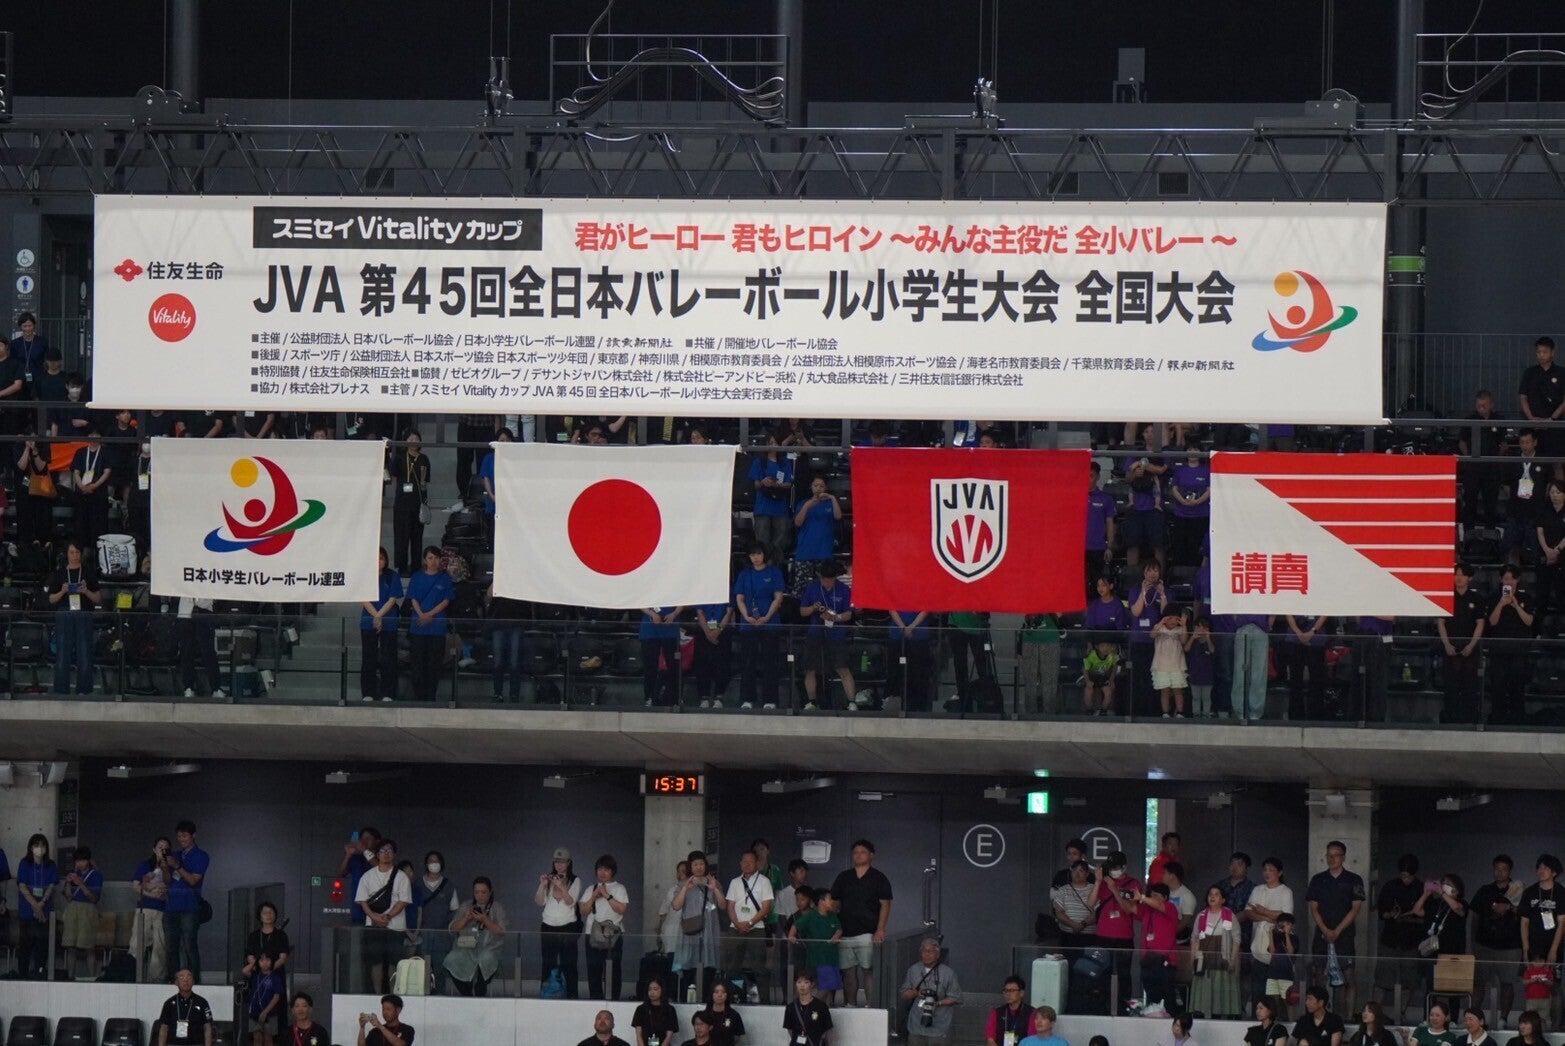 スミセイVitalityカップ
君がヒーロー 君もヒロイン ～みんな主役だ 全小バレー～
住友生命
Vitality
JVA 第45回全日本バレーボール小学生大会 全国大会
■主催 / 公益財団法人 日本バレーボール協会 / 日本小学生バレーボール連盟 / 読売新聞社 ■共催 / 開催地バレーボール協会
■後援 / スポーツ庁 / 公益財団法人 日本スポーツ協会 日本スポーツ少年団 / 東京都 / 神奈川県 / 相模原市教育委員会 / 公益財団法人相模原市スポーツ協会 / 海老名市教育委員会 / 千葉県教育委員会 / 報知新聞社
■特別協賛 / 住友生命保険相互会社 ■協賛 / ゼビオグループ / デサントジャパン株式会社 / 株式会社ピーアンドピー浜松 / 丸大食品株式会社 / 三井住友信託銀行株式会社
■協力 / 株式会社プレナス ■主管 / スミセイ Vitality カップ JVA 第45回 全日本バレーボール小学生大会実行委員会
日本小学生バレーボール連盟
JVA
讀賣
15:37
E
E